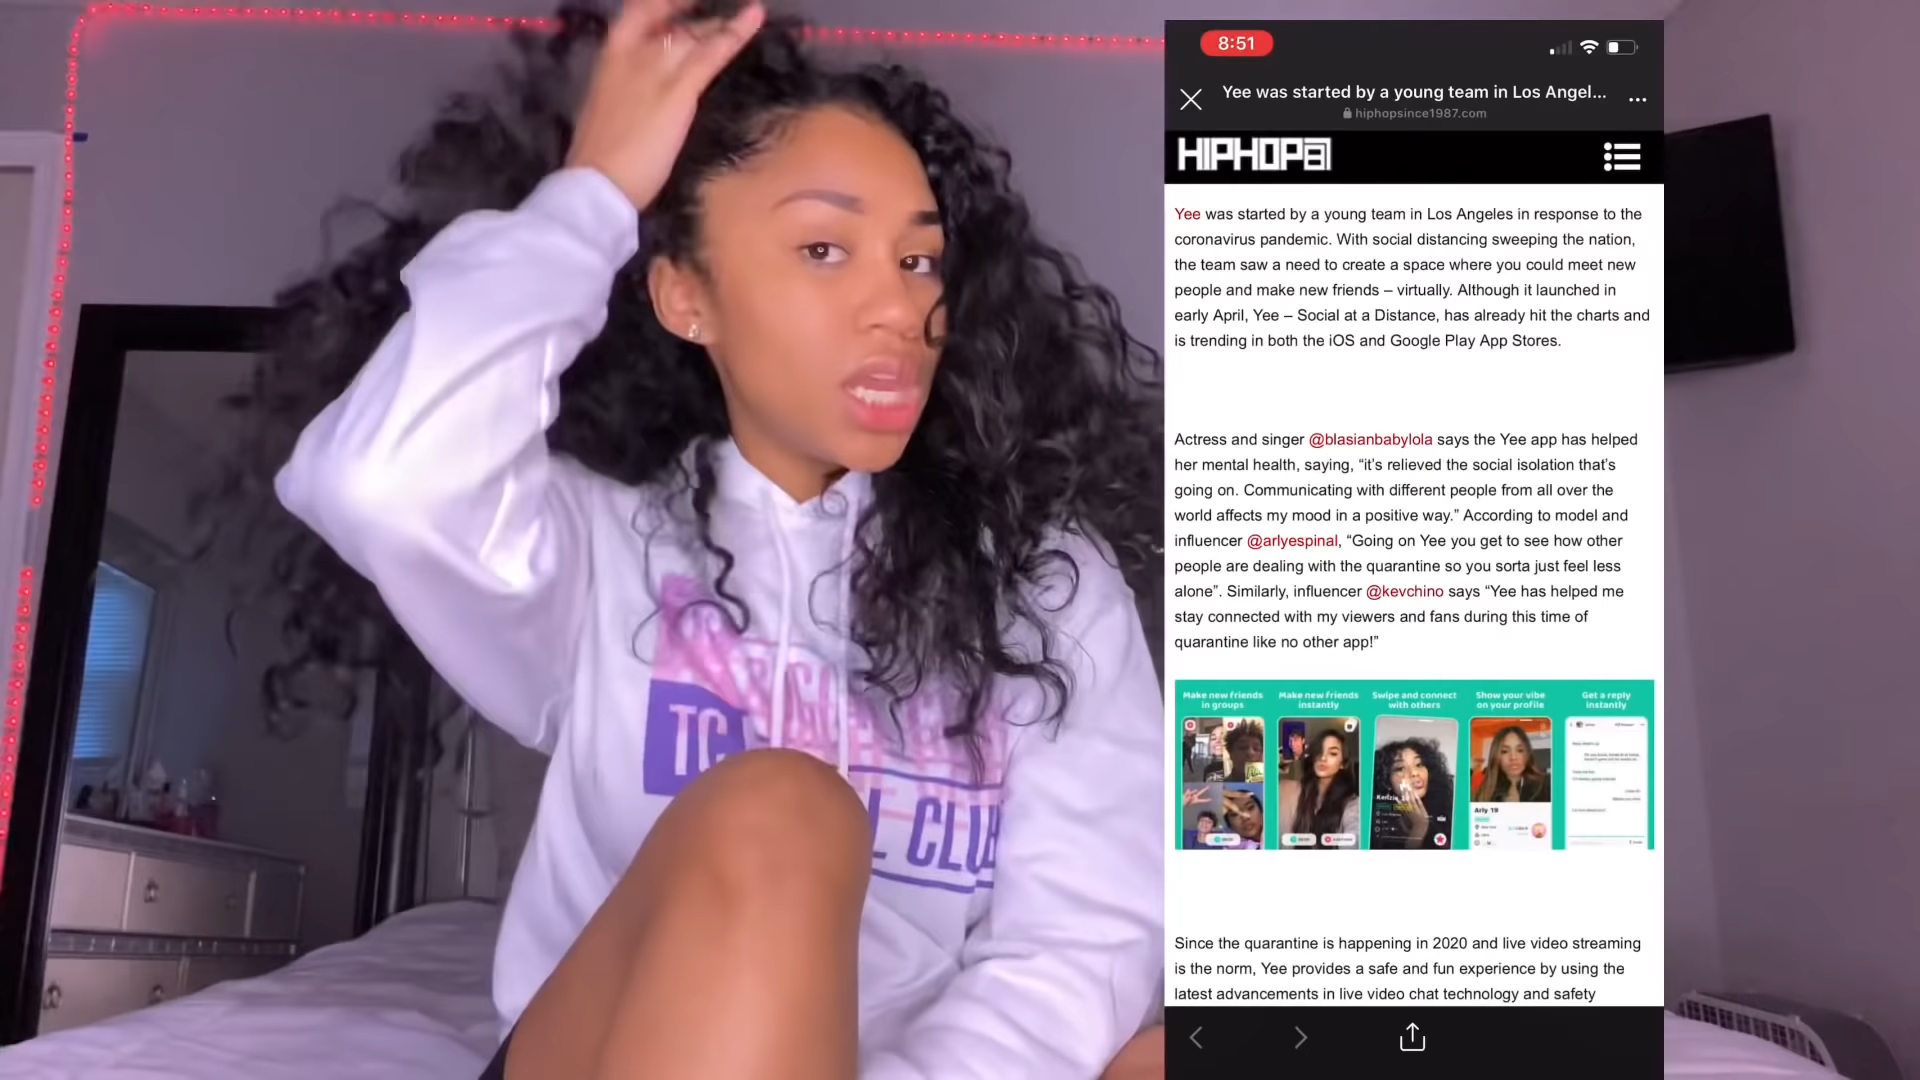 8:51
Yee was started by a young team in Los Angel...
hiphopsince1987.com
HIPHOP
Yee was started by a young team in Los Angeles in response to the
coronavirus pandemic. With social distancing sweeping the nation,
the team saw a need to create a space where you could meet new
people and make new friends – virtually. Although it launched in
early April, Yee – Social at a Distance, has already hit the charts and
is trending in both the iOS and Google Play App Stores.
Actress and singer @blasianbabylola says the Yee app has helped
her mental health, saying, “it’s relieved the social isolation that’s
going on. Communicating with different people from all over the
world affects my mood in a positive way.” According to model and
influencer @arlyespinal, “Going on Yee you get to see how other
people are dealing with the quarantine so you sorta just feel less
alone”. Similarly, influencer @kevchino says “Yee has helped me
stay connected with my viewers and fans during this time of
quarantine like no other app!”
Make new friends
in groups
Make new friends
instantly
Swipe and connect
with others
Show your vibe
on your profile
Get a reply
instantly
Arly 19
Since the quarantine is happening in 2020 and live video streaming
is the norm, Yee provides a safe and fun experience by using the
latest advancements in live video chat technology and safety
TC
L CLUB